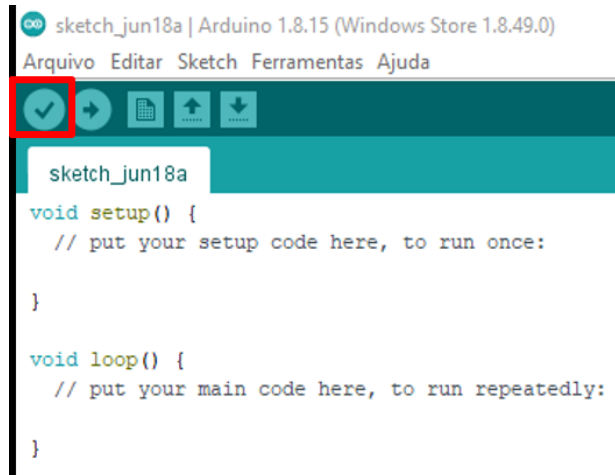 sketch_jun18a | Arduino 1.8.15 (Windows Store 1.8.49.0)
Arquivo Editar Sketch Ferramentas Ajuda
sketch_jun18a
void setup() {
  // put your setup code here, to run once:
}
void loop() {
  // put your main code here, to run repeatedly:
}